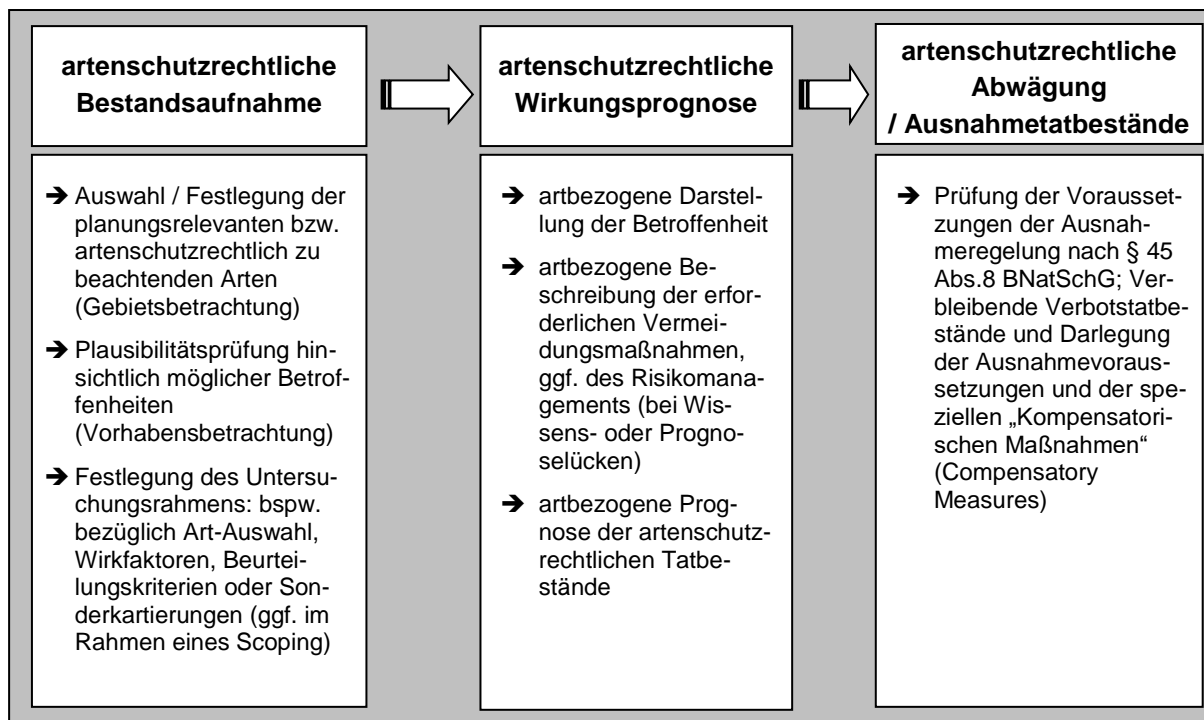 artenschutzrechtliche
Bestandsaufnahme
➔ Auswahl / Festlegung der
planungsrelevanten bzw.
artenschutzrechtlich zu
beachtenden Arten
(Gebietsbetrachtung)
➔ Plausibilitätsprüfung hin-
sichtlich möglicher Betrof-
fenheiten
(Vorhabensbetrachtung)
➔ Festlegung des Untersu-
chungsrahmens: bspw.
bezüglich Art-Auswahl,
Wirkfaktoren, Beurtei-
lungskriterien oder Son-
derkartierungen (ggf. im
Rahmen eines Scoping)
artenschutzrechtliche
Wirkungsprognose
➔ artbezogene Darstel-
lung der Betroffenheit
➔ artbezogene Be-
schreibung der erfor-
derlichen Vermei-
dungsmaßnahmen,
ggf. des Risikomana-
gements (bei Wis-
sens- oder Progno-
selücken)
➔ artbezogene Prog-
nose der artenschutz-
rechtlichen Tatbe-
stände
artenschutzrechtliche
Abwägung
/ Ausnahmetatbestände
➔ Prüfung der Vorausset-
zungen der Ausnah-
meregelung nach § 45
Abs.8 BNatSchG; Ver-
bleibende Verbotstatbe-
stände und Darlegung
der Ausnahmevoraus-
setzungen und der spe-
ziellen „Kompensatori-
schen Maßnahmen“
(Compensatory
Measures)